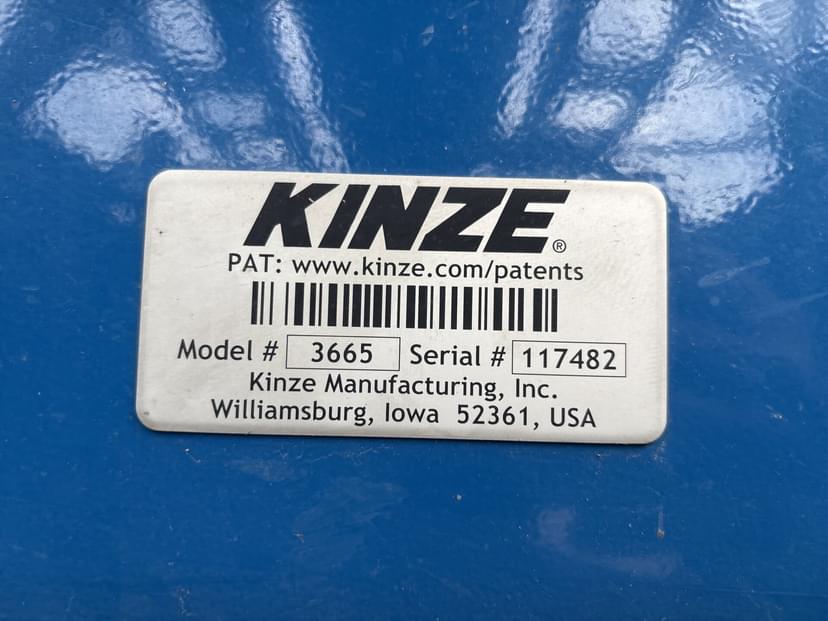 KINZE®
PAT: www.kinze.com/patents
Model # 3665 Serial # 117482
Kinze Manufacturing, Inc.
Williamsburg, Iowa 52361, USA